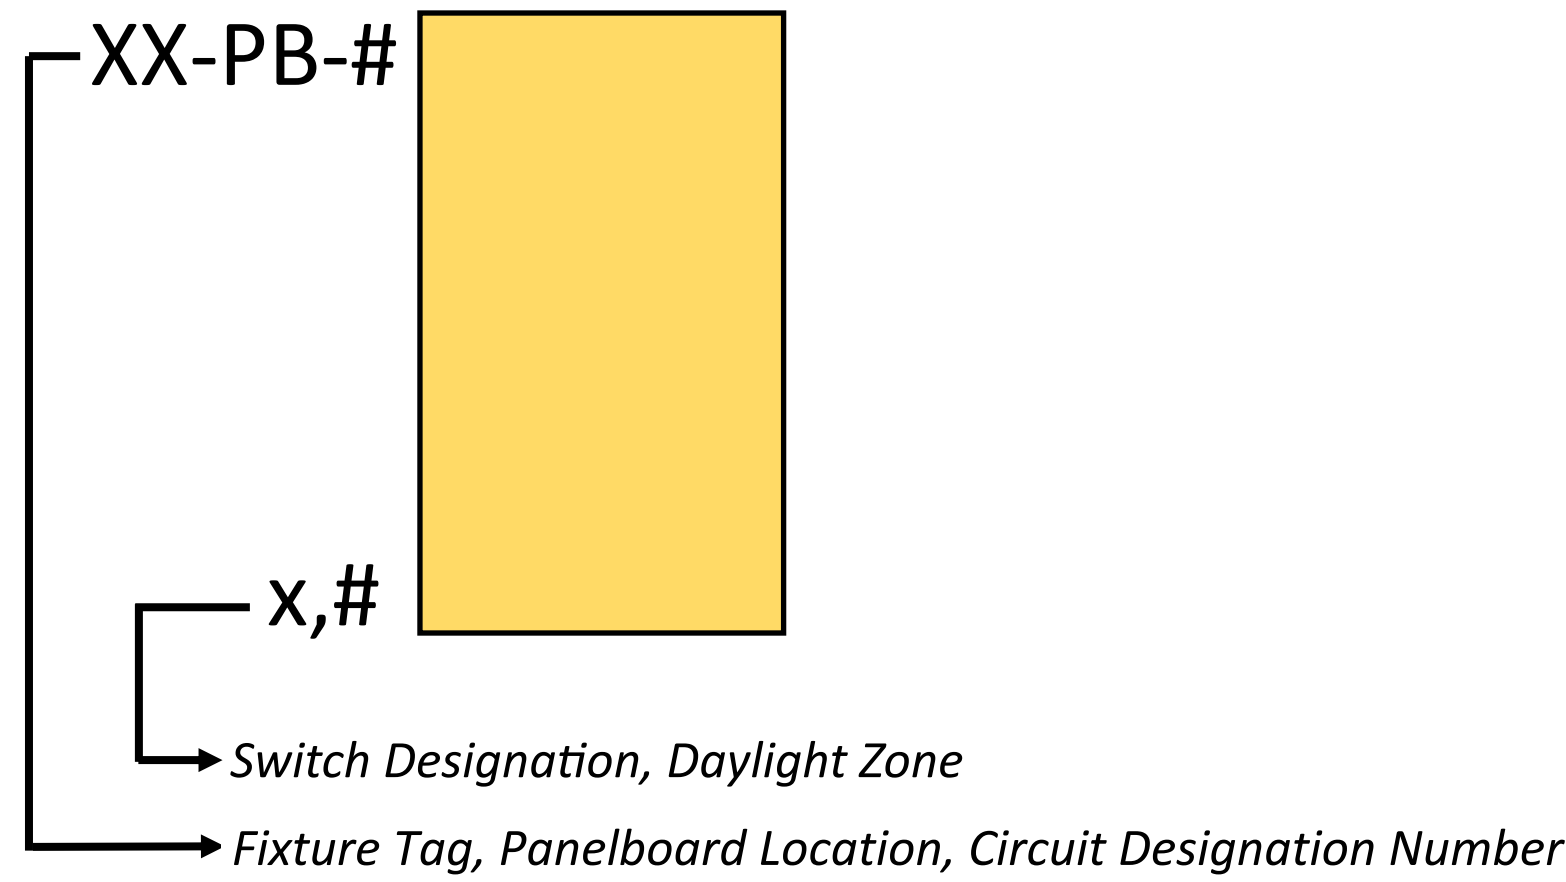 XX-PB-#
x,#
Switch Designation, Daylight Zone
Fixture Tag, Panelboard Location, Circuit Designation Number